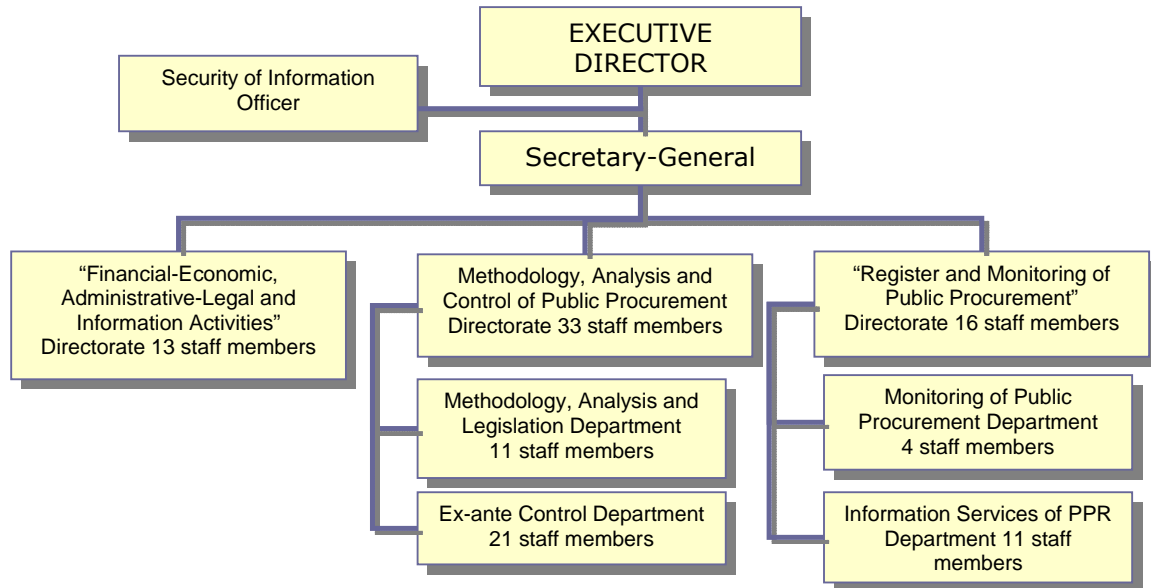 EXECUTIVE
DIRECTOR
Security of Information
Officer
Secretary-General
“Financial-Economic,
Administrative-Legal and
Information Activities”
Directorate 13 staff members
Methodology, Analysis and
Control of Public Procurement
Directorate 33 staff members
“Register and Monitoring of
Public Procurement”
Directorate 16 staff members
Methodology, Analysis and
Legislation Department
11 staff members
Monitoring of Public
Procurement Department
4 staff members
Ex-ante Control Department
21 staff members
Information Services of PPR
Department 11 staff
members